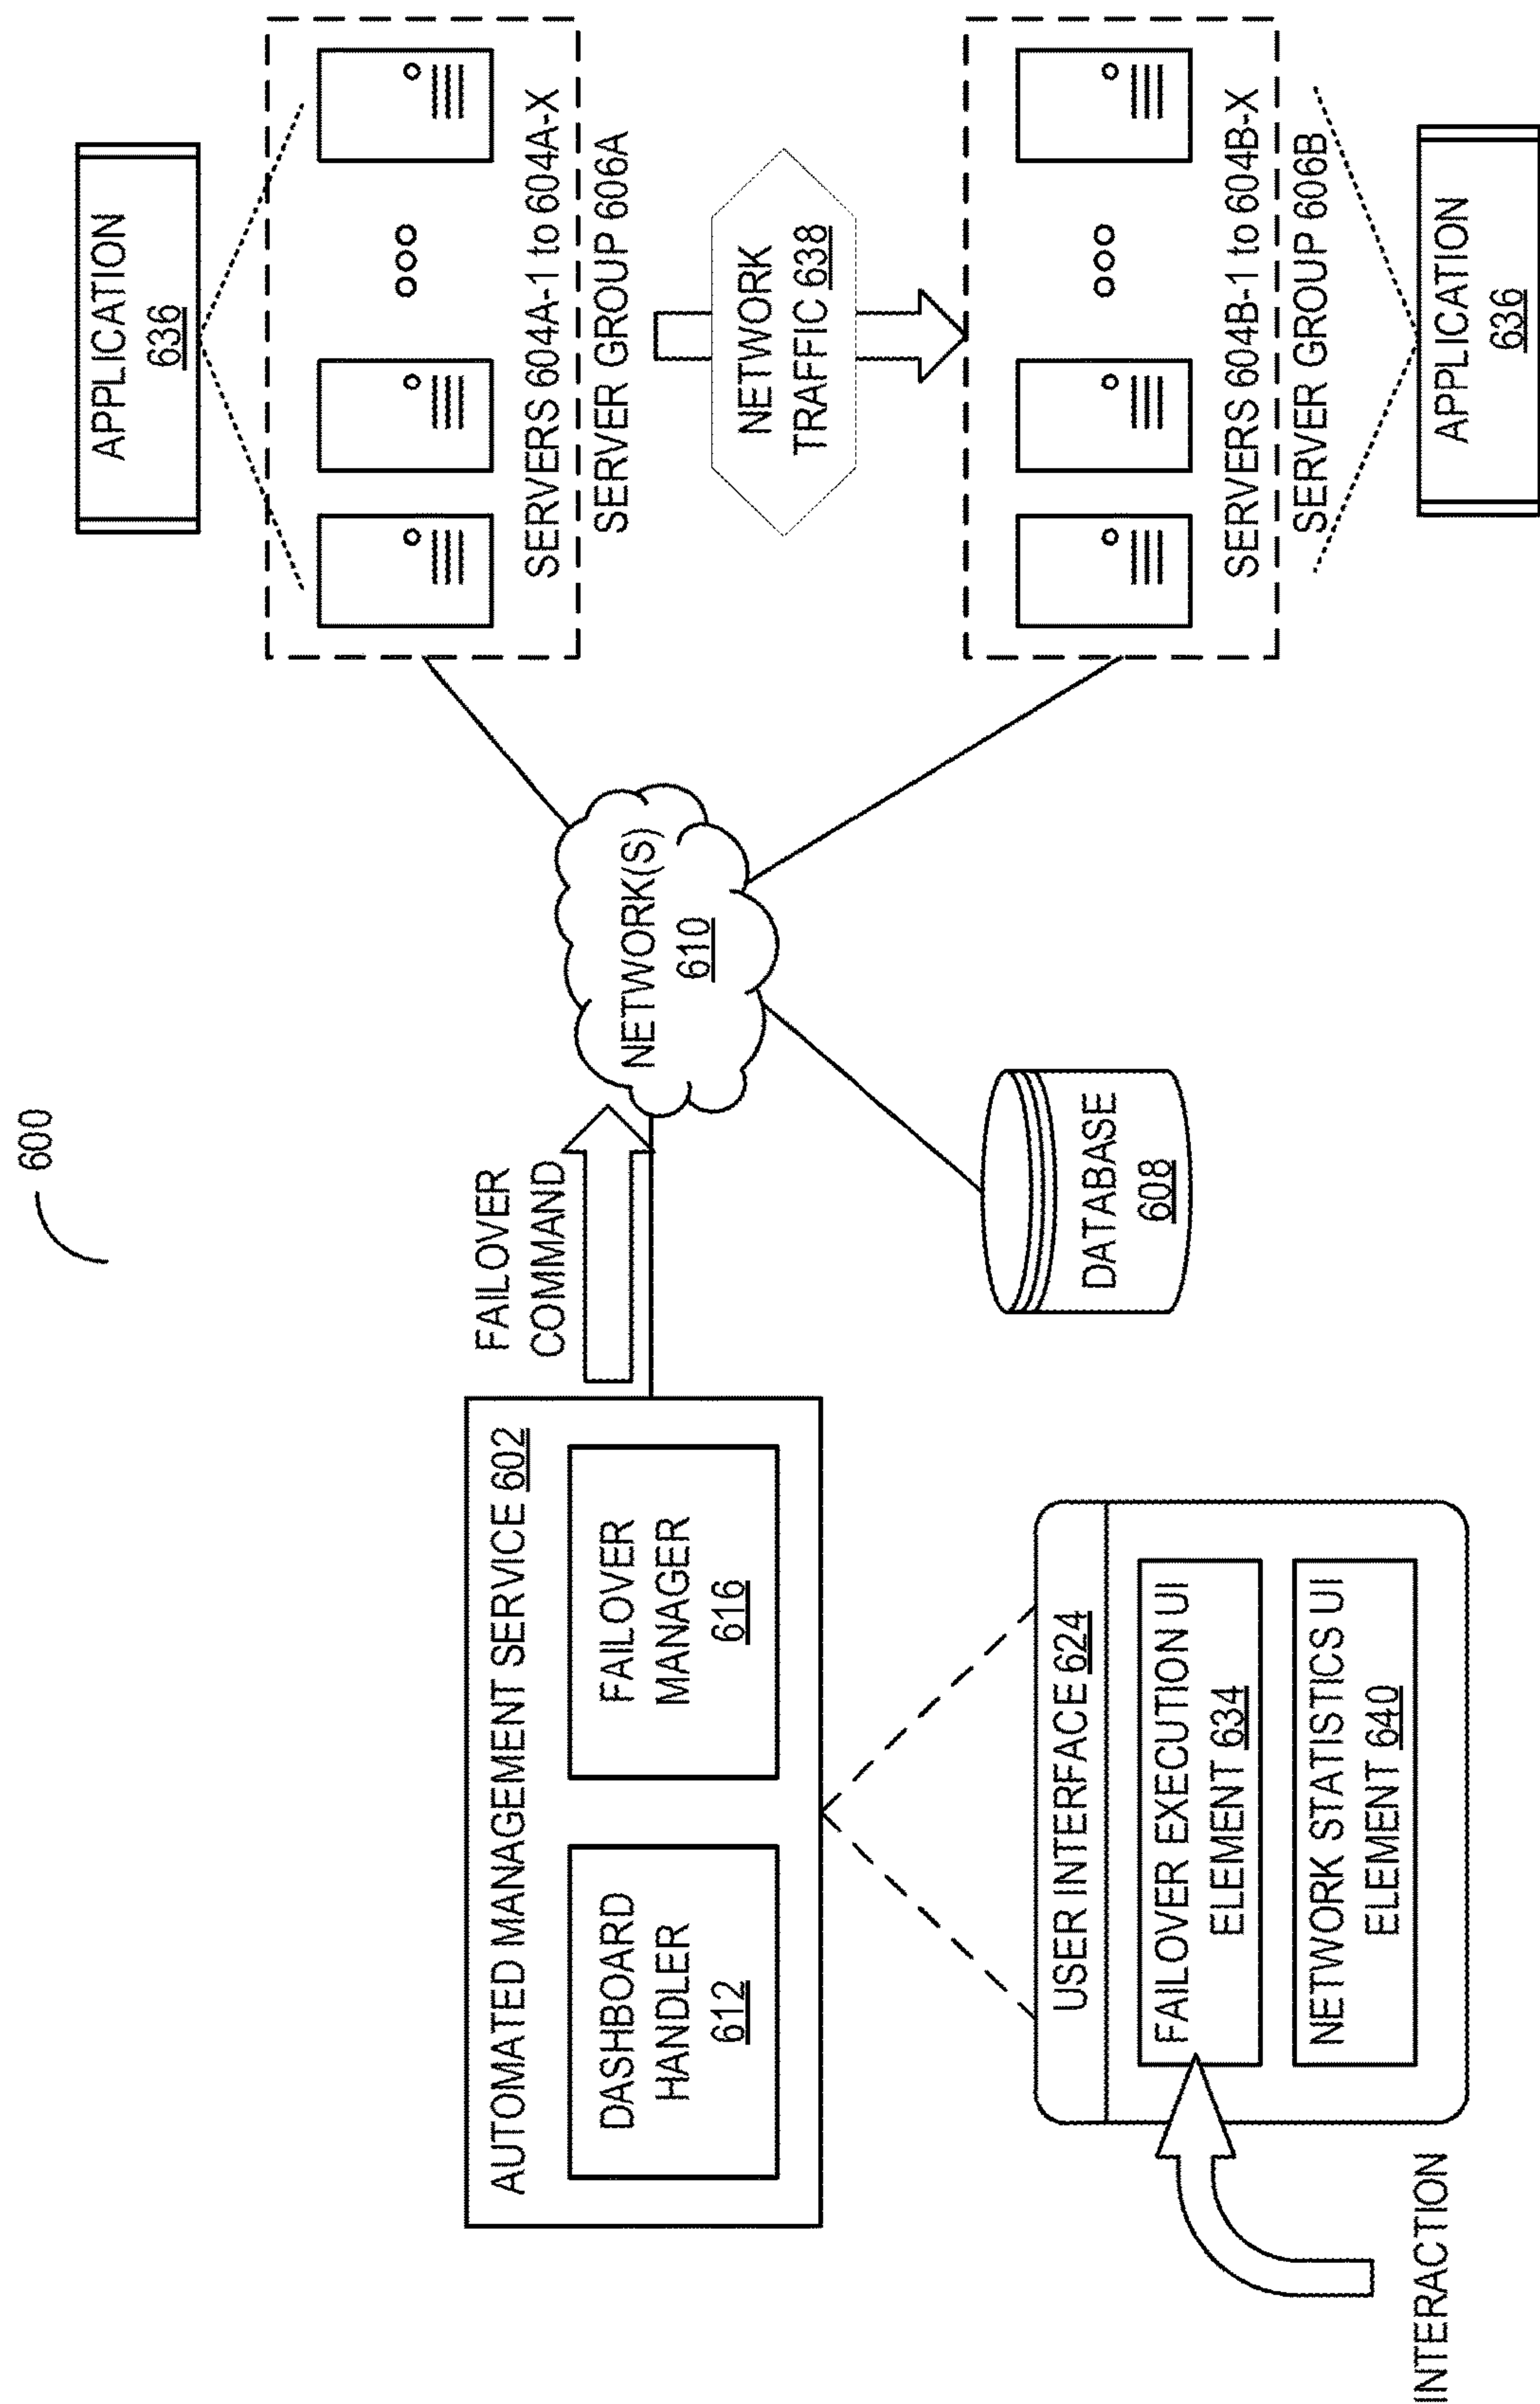 600
AUTOMATED MANAGEMENT SERVICE 602
DASHBOARD
HANDLER
612
FAILOVER
MANAGER
616
FAILOVER
COMMAND
NETWORK(S)
610
DATABASE
608
APPLICATION
636
SERVERS 604A-1 to 604A-X
SERVER GROUP 606A
NETWORK
TRAFFIC 638
SERVERS 604B-1 to 604B-X
SERVER GROUP 606B
APPLICATION
636
USER INTERFACE 624
FAILOVER EXECUTION UI
ELEMENT 634
NETWORK STATISTICS UI
ELEMENT 640
INTERACTION